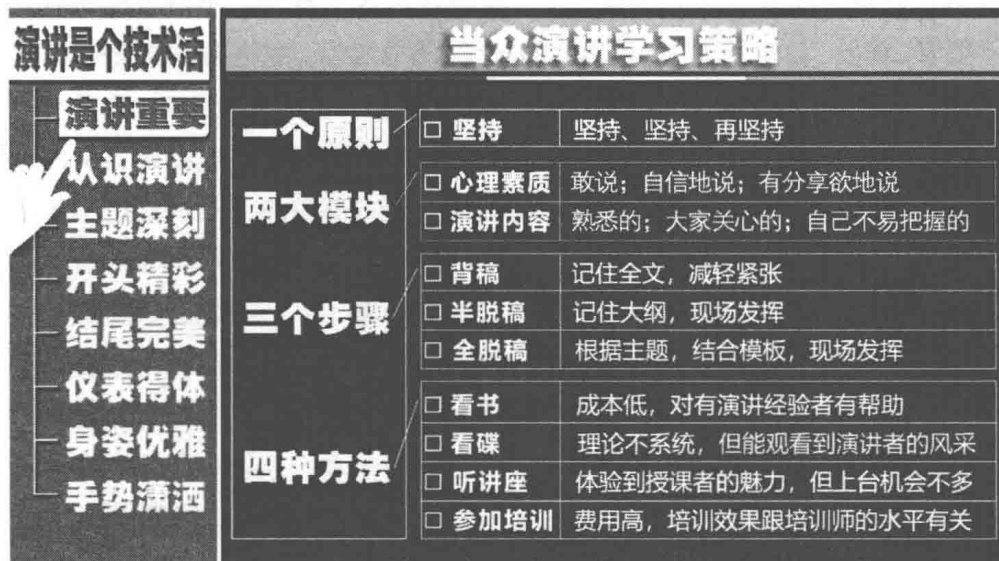 演讲是个技术活
演讲重要
认识演讲
主题深刻
开头精彩
结尾完美
仪表得体
身姿优雅
手势潇洒
当众演讲学习策略
一个原则
坚持 坚持、坚持、再坚持
两大模块
心理素质 敢说；自信地说；有分享欲地说
演讲内容 熟悉的；大家关心的；自己不易把握的
三个步骤
背稿 记住全文，减轻紧张
半脱稿 记住大纲，现场发挥
全脱稿 根据主题，结合模板，现场发挥
四种方法
看书 成本低，对有演讲经验者有帮助
看碟 理论不系统，但能观看到演讲者的风采
听讲座 体验到授课者的魅力，但上台机会不多
参加培训 费用高，培训效果跟培训师的水平有关